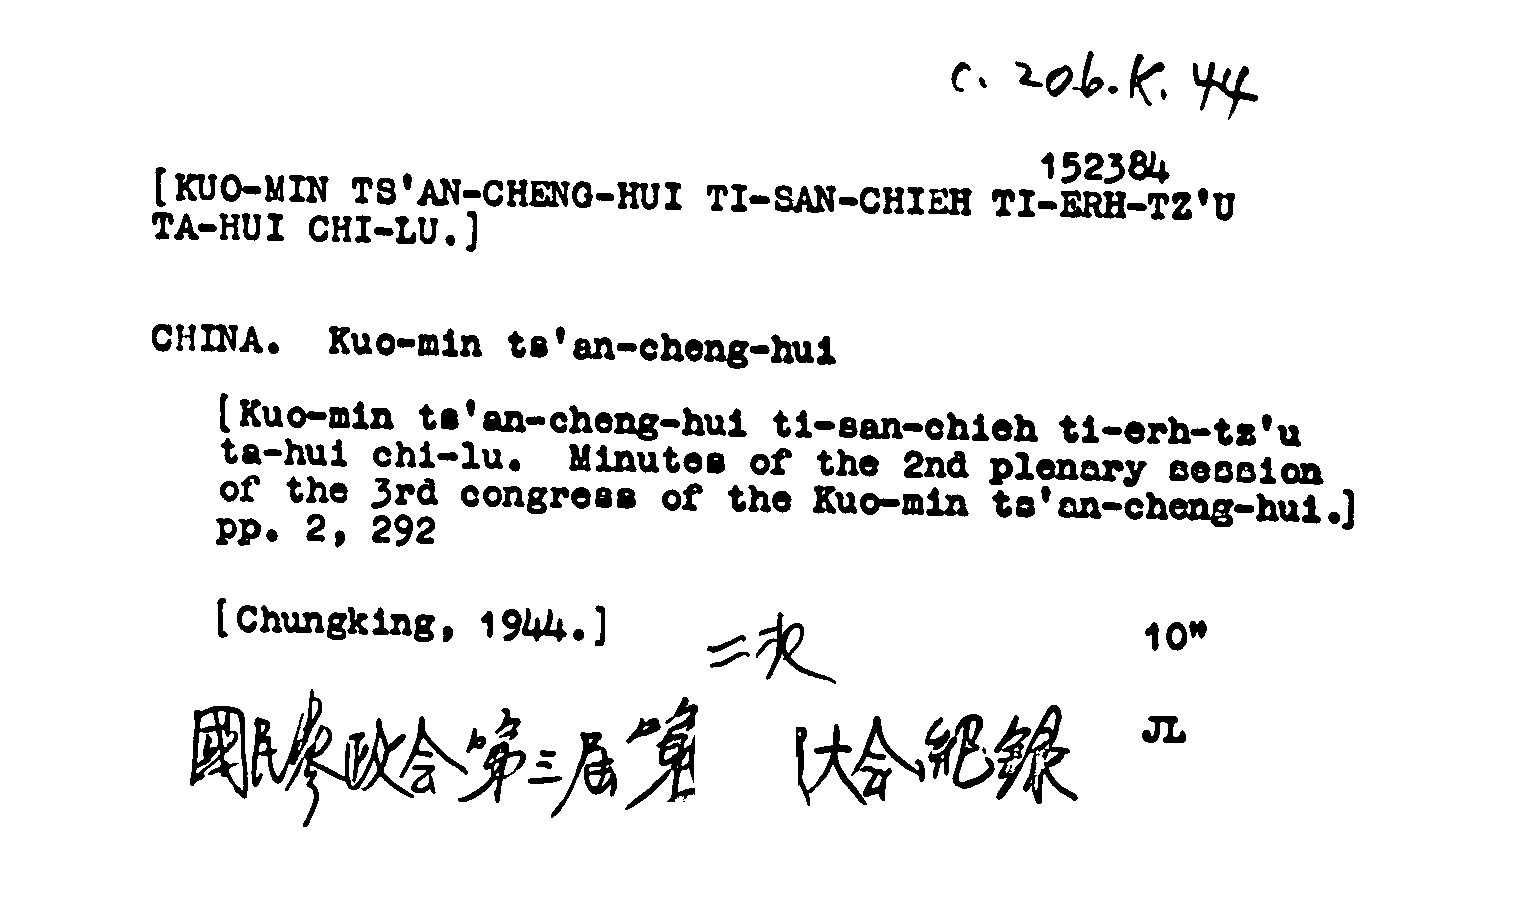 c. 206.K. 44
152384
[KUO-MIN TS'AN-CHENG-HUI TI-SAN-CHIEH TI-ERH-TZ'U
TA-HUI CHI-LU.]
CHINA. Kuo-min ts'an-cheng-hui
[Kuo-min ts'an-cheng-hui ti-san-chieh ti-erh-tz'u
ta-hui chi-lu. Minutes of the 2nd plenary session
of the 3rd congress of the Kuo-min ts'an-cheng-hui.]
pp. 2, 292
[Chungking, 1944.]
10"
二次
國民參政会第三届第 大会紀錄
JL